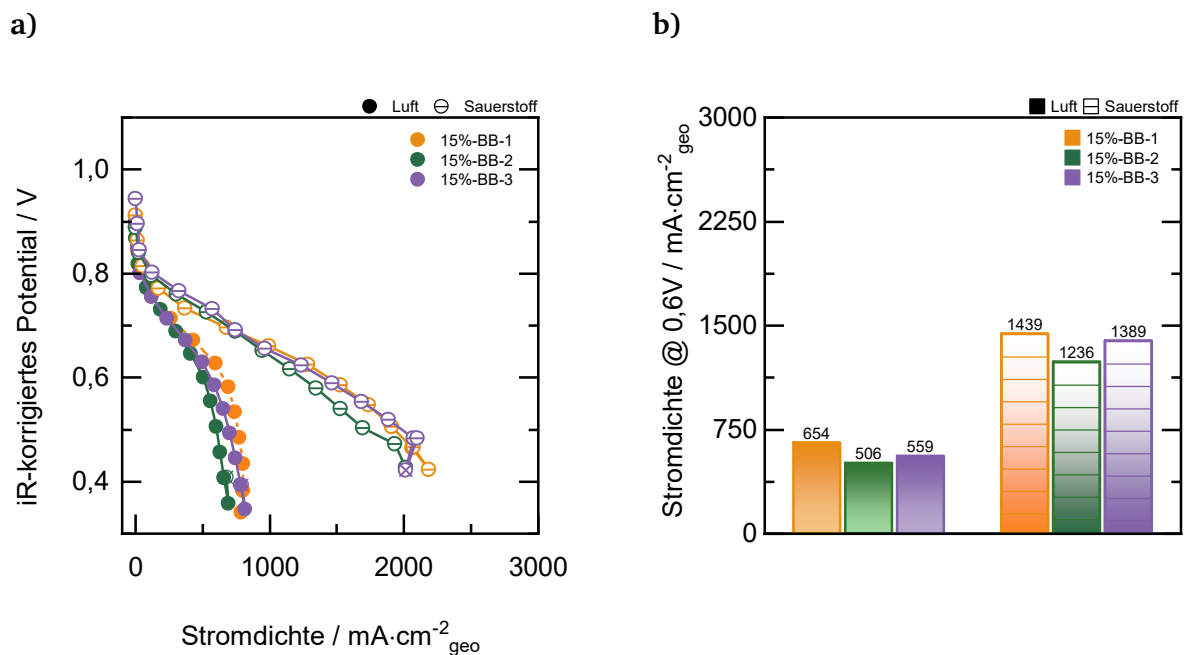 a)
Luft Sauerstoff
15%-BB-1
15%-BB-2
15%-BB-3
1,0
0,8
0,6
0,4
0 1000 2000 3000
iR-korrigiertes Potential / V
Stromdichte / mA·cm⁻²geo
b)
Luft Sauerstoff
15%-BB-1
15%-BB-2
15%-BB-3
3000
2250
1500
750
0
Stromdichte @ 0,6V / mA·cm⁻²geo
654
506
559
1439
1236
1389